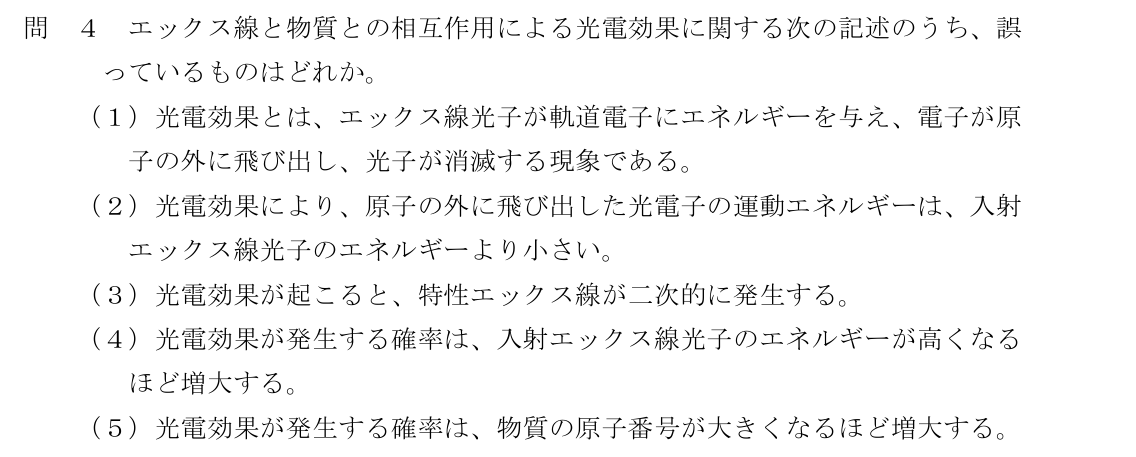 問　４　エックス線と物質との相互作用による光電効果に関する次の記述のうち、誤
っているものはどれか。
（１）光電効果とは、エックス線光子が軌道電子にエネルギーを与え、電子が原
子の外に飛び出し、光子が消滅する現象である。
（２）光電効果により、原子の外に飛び出した光電子の運動エネルギーは、入射
エックス線光子のエネルギーより小さい。
（３）光電効果が起こると、特性エックス線が二次的に発生する。
（４）光電効果が発生する確率は、入射エックス線光子のエネルギーが高くなる
ほど増大する。
（５）光電効果が発生する確率は、物質の原子番号が大きくなるほど増大する。